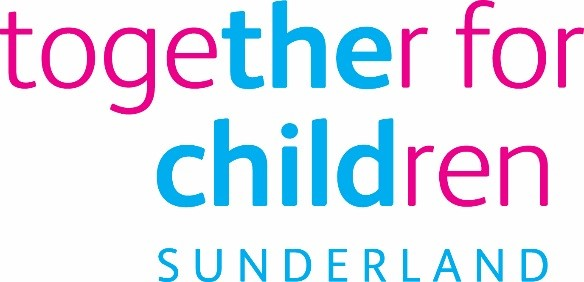 together for
children
SUNDERLAND